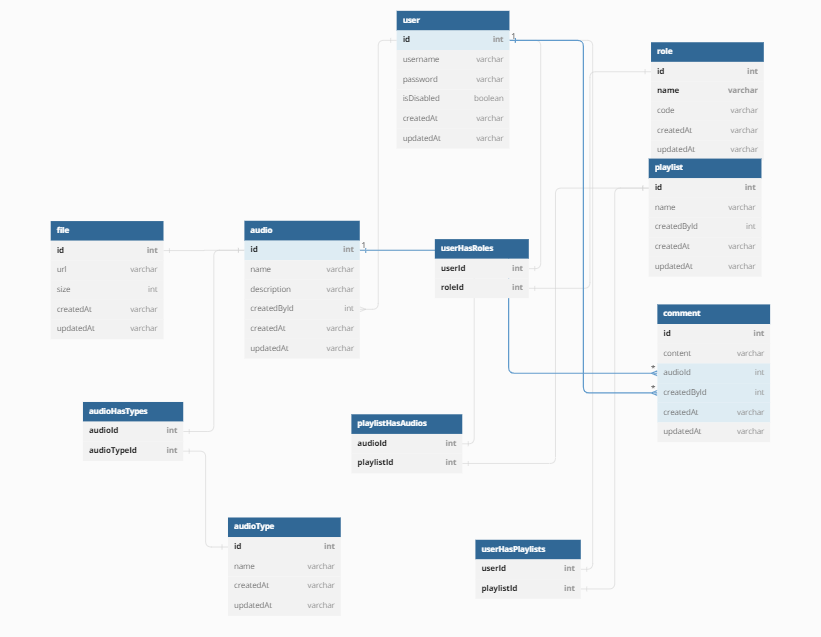 user
id int
username varchar
password varchar
isDisabled boolean
createdAt varchar
updatedAt varchar
1
role
id int
name varchar
code varchar
createdAt varchar
updatedAt varchar
playlist
id int
name varchar
createdById int
createdAt varchar
updatedAt varchar
file
id int
url varchar
size int
createdAt varchar
updatedAt varchar
audio
id int
name varchar
description varchar
createdById int
createdAt varchar
updatedAt varchar
1
userHasRoles
userId int
roleId int
comment
id int
content varchar
* audioId int
* createdById int
createdAt varchar
updatedAt varchar
audioHasTypes
audioId int
audioTypeId int
playlistHasAudios
audioId int
playlistId int
audioType
id int
name varchar
createdAt varchar
updatedAt varchar
userHasPlaylists
userId int
playlistId int